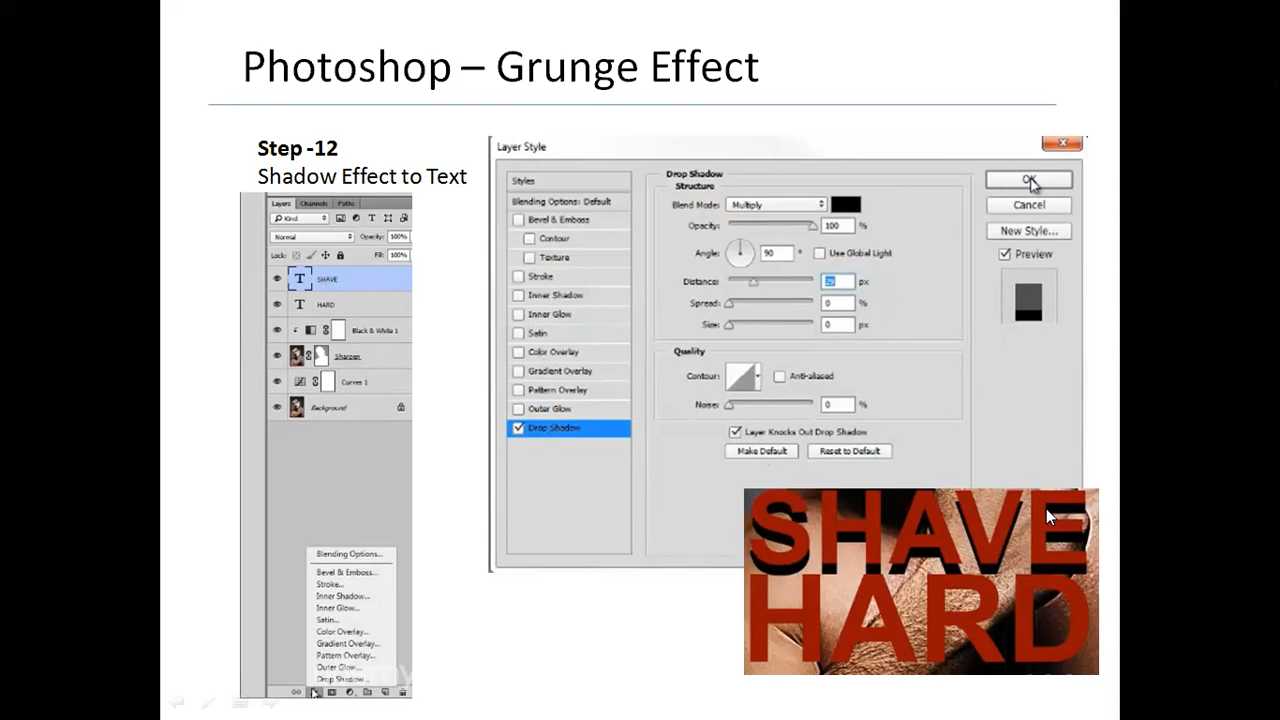 Photoshop – Grunge Effect
Step -12
Shadow Effect to Text
Layers Channels Paths
Kind
Normal Opacity: 100%
Lock: Fill: 100%
T SHAVE
T HARD
Black & White 1
Sharpen
Curves 1
Background
Blending Options...
Bevel & Emboss...
Stroke...
Inner Shadow...
Inner Glow...
Satin...
Color Overlay...
Gradient Overlay...
Pattern Overlay...
Outer Glow...
Drop Shadow...
Layer Style
Styles
Blending Options: Default
Bevel & Emboss
Contour
Texture
Stroke
Inner Shadow
Inner Glow
Satin
Color Overlay
Gradient Overlay
Pattern Overlay
Outer Glow
Drop Shadow
Drop Shadow
Structure
Blend Mode: Multiply
Opacity: 100 %
Angle: 90 ° Use Global Light
Distance: px
Spread: 0 %
Size: 0 px
Quality
Contour: Anti-aliased
Noise: 0 %
Layer Knocks Out Drop Shadow
Make Default Reset to Default
OK
Cancel
New Style...
Preview
SHAVE
HARD